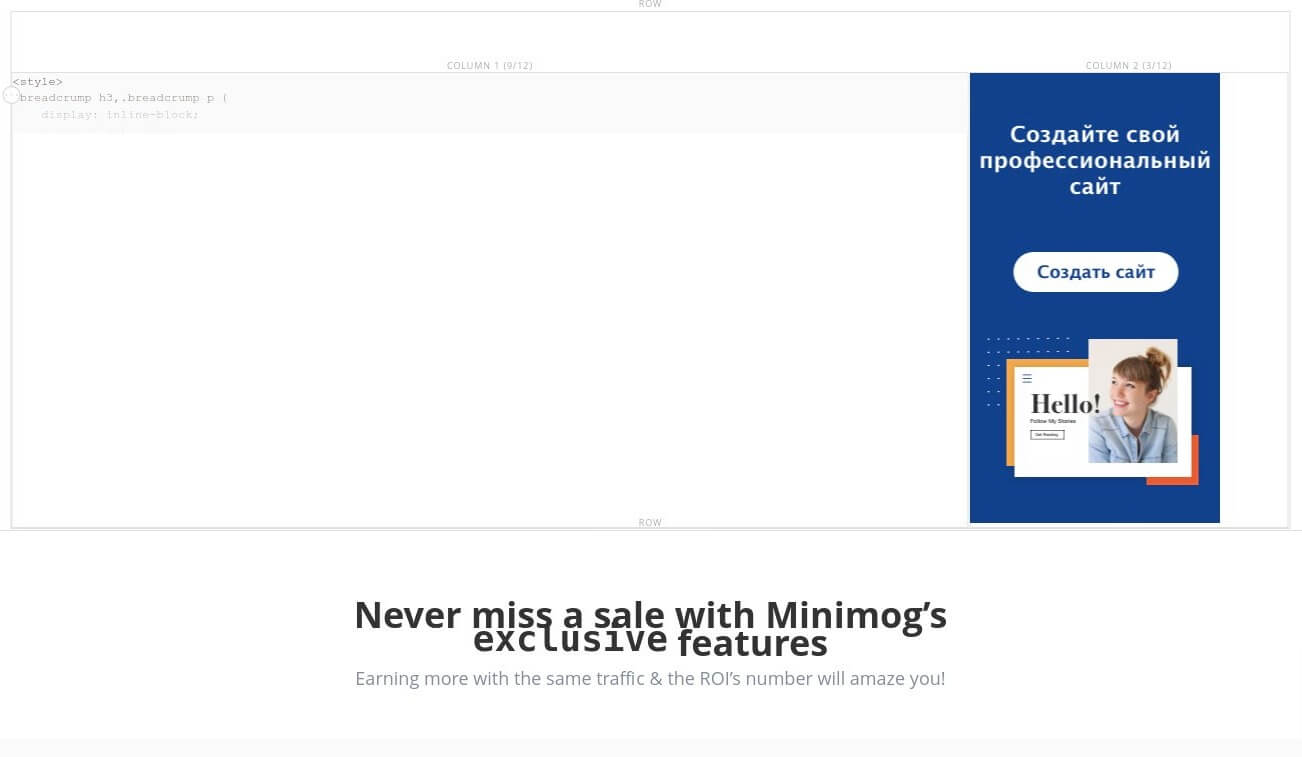 ROW
COLUMN 1 (9/12)
COLUMN 2 (3/12)
<style>
breadcrump h3,.breadcrump p {
display: inline-block;
Создайте свой
профессиональный
сайт
Создать сайт
Hello!
Follow My Stories
Get Reading
ROW
Never miss a sale with Minimog’s
exclusive features
Earning more with the same traffic & the ROI’s number will amaze you!